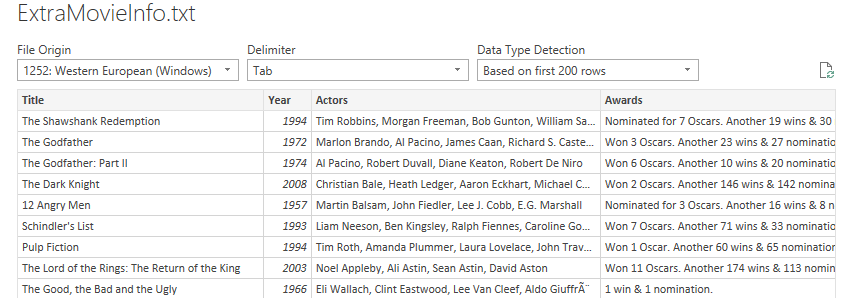 ExtraMovieInfo.txt
File Origin Delimiter Data Type Detection
1252: Western European (Windows) Tab Based on first 200 rows
Title Year Actors Awards
The Shawshank Redemption 1994 Tim Robbins, Morgan Freeman, Bob Gunton, William Sa... Nominated for 7 Oscars. Another 19 wins & 30
The Godfather 1972 Marlon Brando, Al Pacino, James Caan, Richard S. Caste... Won 3 Oscars. Another 23 wins & 27 nominatio
The Godfather: Part II 1974 Al Pacino, Robert Duvall, Diane Keaton, Robert De Niro Won 6 Oscars. Another 10 wins & 20 nominatio
The Dark Knight 2008 Christian Bale, Heath Ledger, Aaron Eckhart, Michael C... Won 2 Oscars. Another 146 wins & 142 nomina
12 Angry Men 1957 Martin Balsam, John Fiedler, Lee J. Cobb, E.G. Marshall Nominated for 3 Oscars. Another 16 wins & 8 n
Schindler's List 1993 Liam Neeson, Ben Kingsley, Ralph Fiennes, Caroline Go... Won 7 Oscars. Another 71 wins & 33 nominatio
Pulp Fiction 1994 Tim Roth, Amanda Plummer, Laura Lovelace, John Trav... Won 1 Oscar. Another 60 wins & 65 nomination
The Lord of the Rings: The Return of the King 2003 Noel Appleby, Ali Astin, Sean Astin, David Aston Won 11 Oscars. Another 174 wins & 113 nomin
The Good, the Bad and the Ugly 1966 Eli Wallach, Clint Eastwood, Lee Van Cleef, Aldo GiuffrÃ¨ 1 win & 1 nomination.